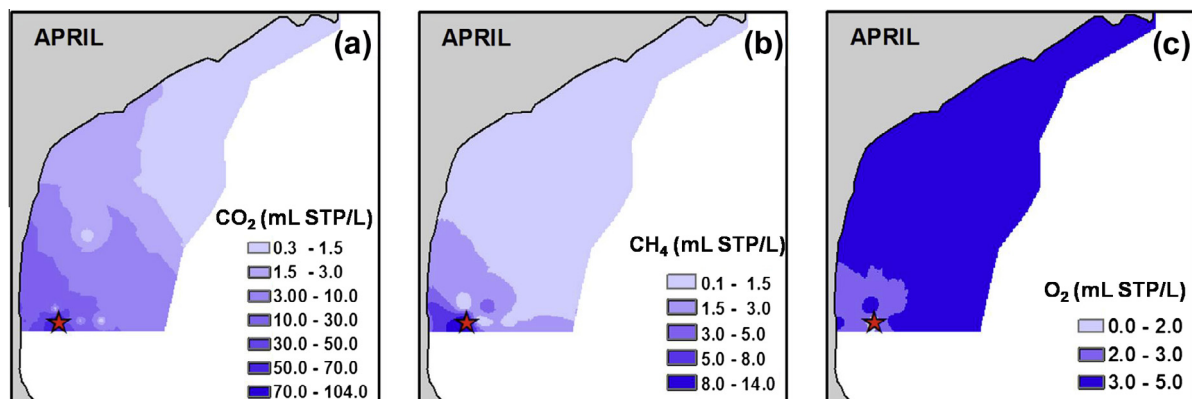 APRIL
(a)
CO₂ (mL STP/L)
0.3 - 1.5
1.5 - 3.0
3.00 - 10.0
10.0 - 30.0
30.0 - 50.0
50.0 - 70.0
70.0 - 104.0
APRIL
(b)
CH₄ (mL STP/L)
0.1 - 1.5
1.5 - 3.0
3.0 - 5.0
5.0 - 8.0
8.0 - 14.0
APRIL
(c)
O₂ (mL STP/L)
0.0 - 2.0
2.0 - 3.0
3.0 - 5.0